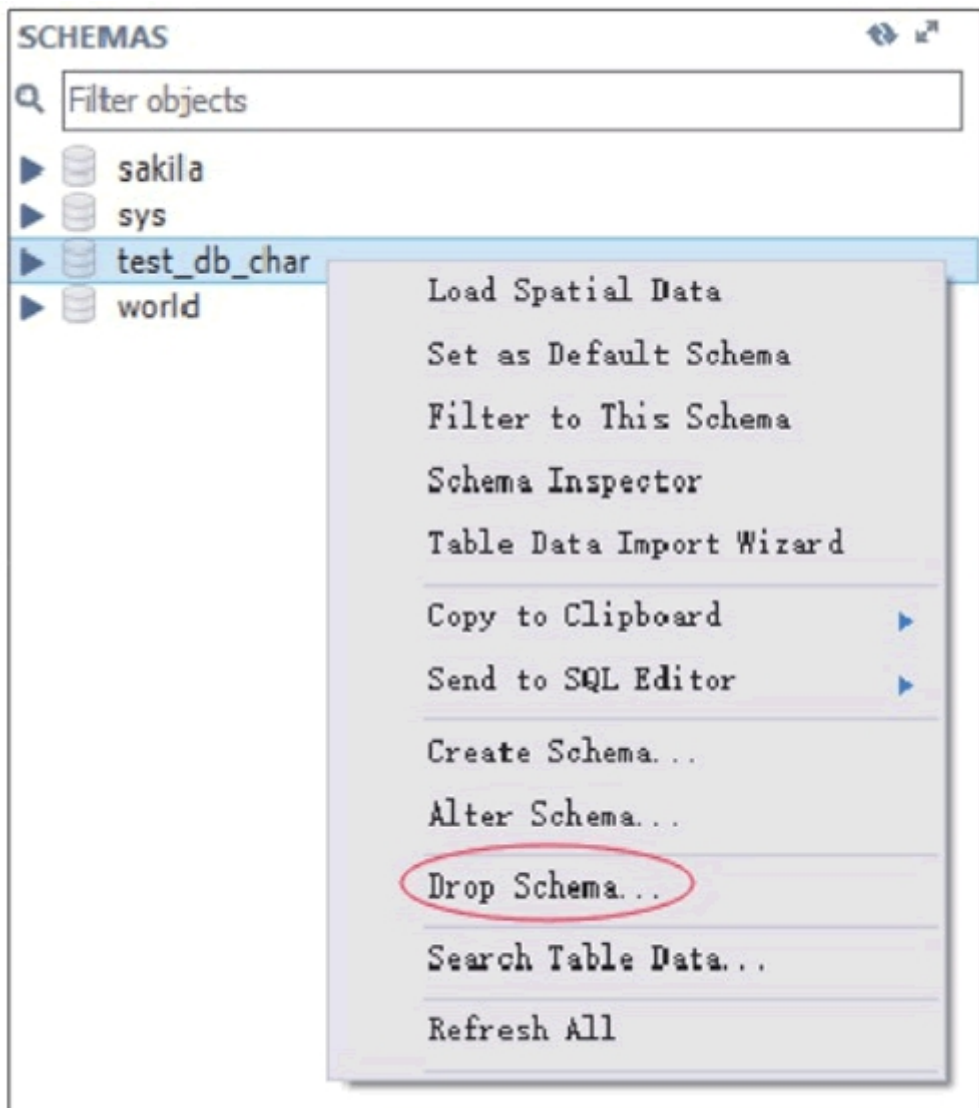 SCHEMAS
Filter objects
sakila
sys
test_db_char
world
Load Spatial Data
Set as Default Schema
Filter to This Schema
Schema Inspector
Table Data Import Wizard
Copy to Clipboard
Send to SQL Editor
Create Schema...
Alter Schema...
Drop Schema...
Search Table Data...
Refresh All